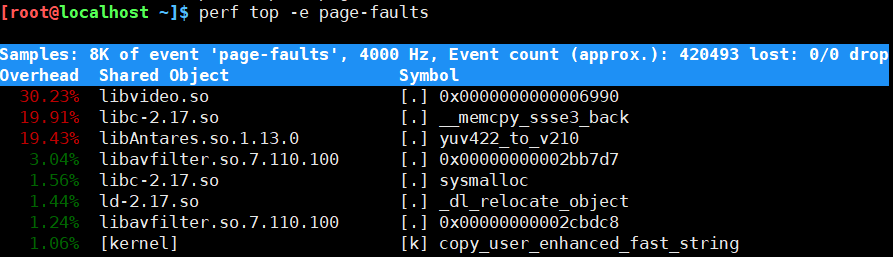 [root@localhost ~]$ perf top -e page-faults
Samples: 8K of event 'page-faults', 4000 Hz, Event count (approx.): 420493 lost: 0/0 drop
Overhead  Shared Object                Symbol
30.23%  libvideo.so                  [.] 0x0000000000006990
19.91%  libc-2.17.so                 [.] __memcpy_ssse3_back
19.43%  libAntares.so.1.13.0         [.] yuv422_to_v210
3.04%  libavfilter.so.7.110.100     [.] 0x00000000002bb7d7
1.56%  libc-2.17.so                 [.] sysmalloc
1.44%  ld-2.17.so                   [.] _dl_relocate_object
1.24%  libavfilter.so.7.110.100     [.] 0x00000000002cbdc8
1.06%  [kernel]                     [k] copy_user_enhanced_fast_string